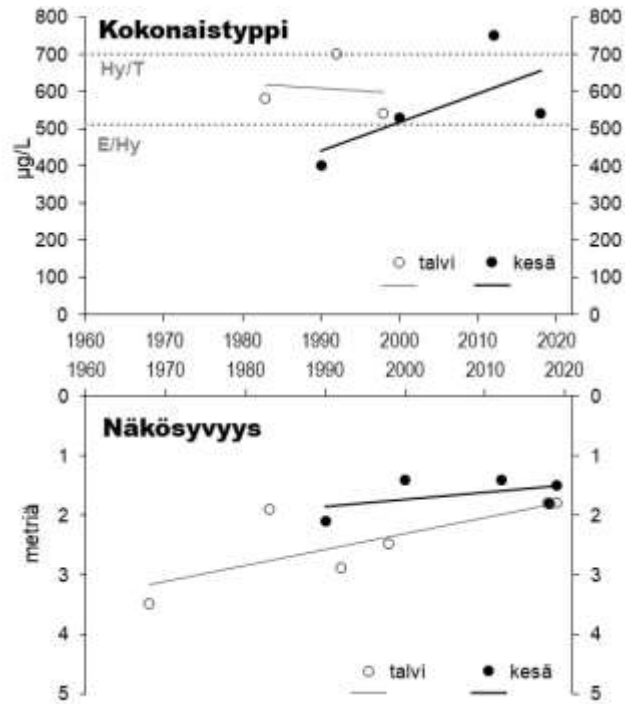 Kokonaistyppi
800 800
700 700
Hy/T
600 600
500 500
E/Hy
400 400
300 300
200 200
100 100
0 0
µg/L
talvi kesä
1960 1970 1980 1990 2000 2010 2020
1960 1970 1980 1990 2000 2010 2020
Näkösyvyys
0 0
1 1
2 2
3 3
4 4
5 5
metriä
talvi kesä